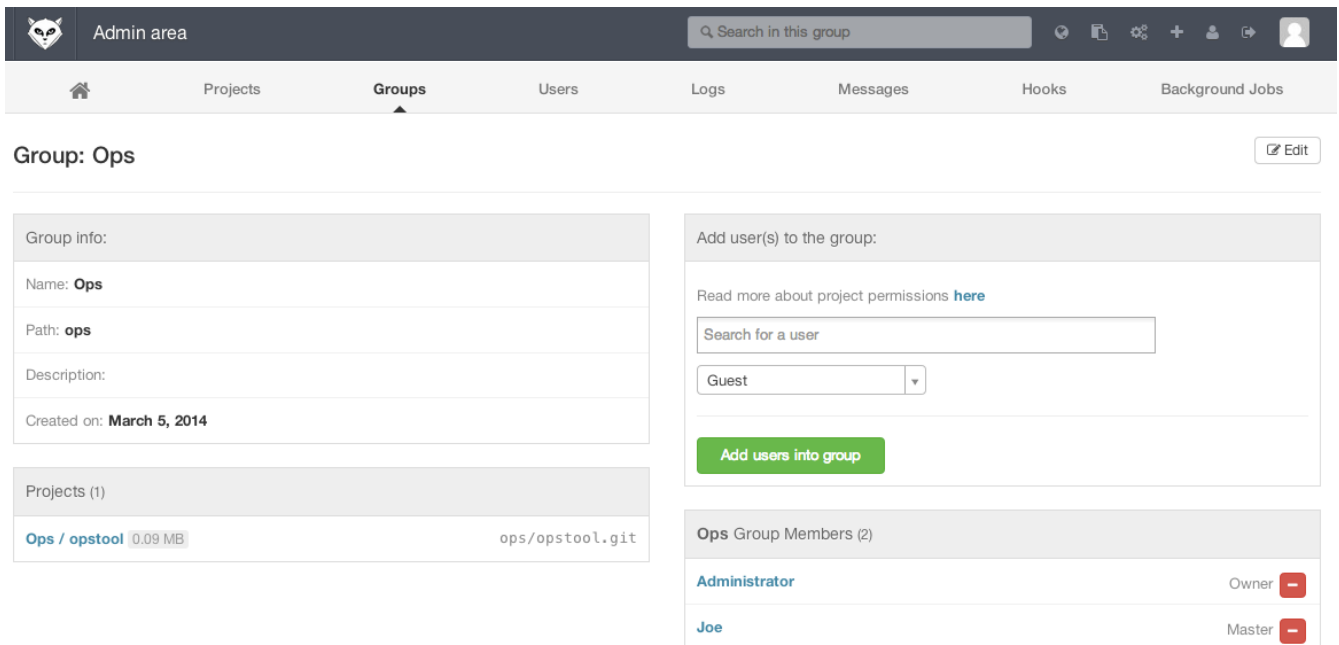 Admin area
Search in this group
Projects
Groups
Users
Logs
Messages
Hooks
Background Jobs
Group: Ops
Edit
Group info:
Name: Ops
Path: ops
Description:
Created on: March 5, 2014
Projects (1)
Ops / opstool 0.09 MB ops/opstool.git
Add user(s) to the group:
Read more about project permissions here
Search for a user
Guest
Add users into group
Ops Group Members (2)
Administrator Owner
Joe Master